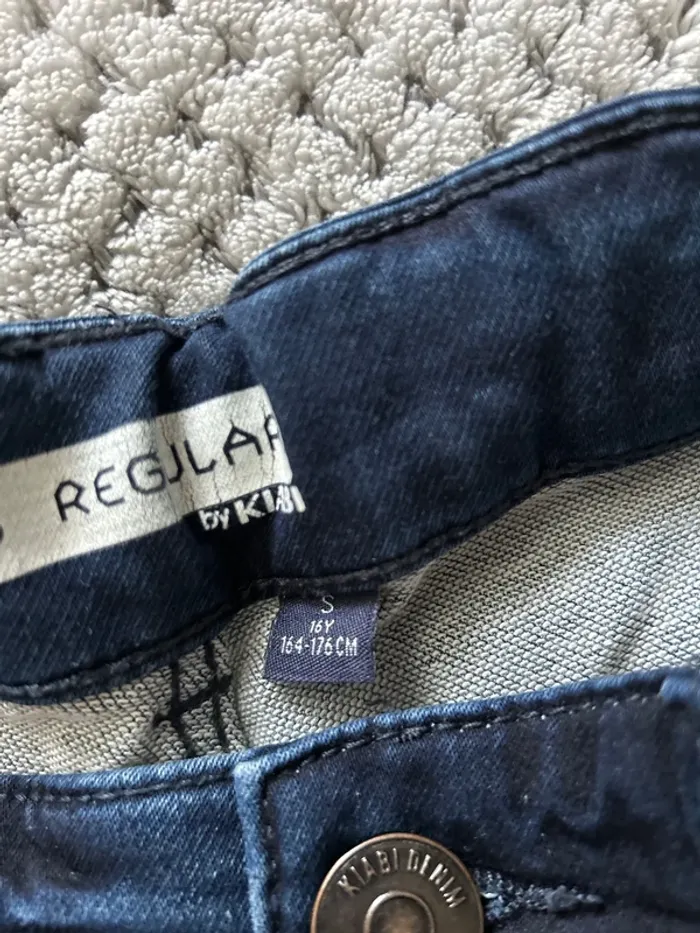 REGULAR
by KIABI
S
16Y
164-176CM
KIABI DENIM